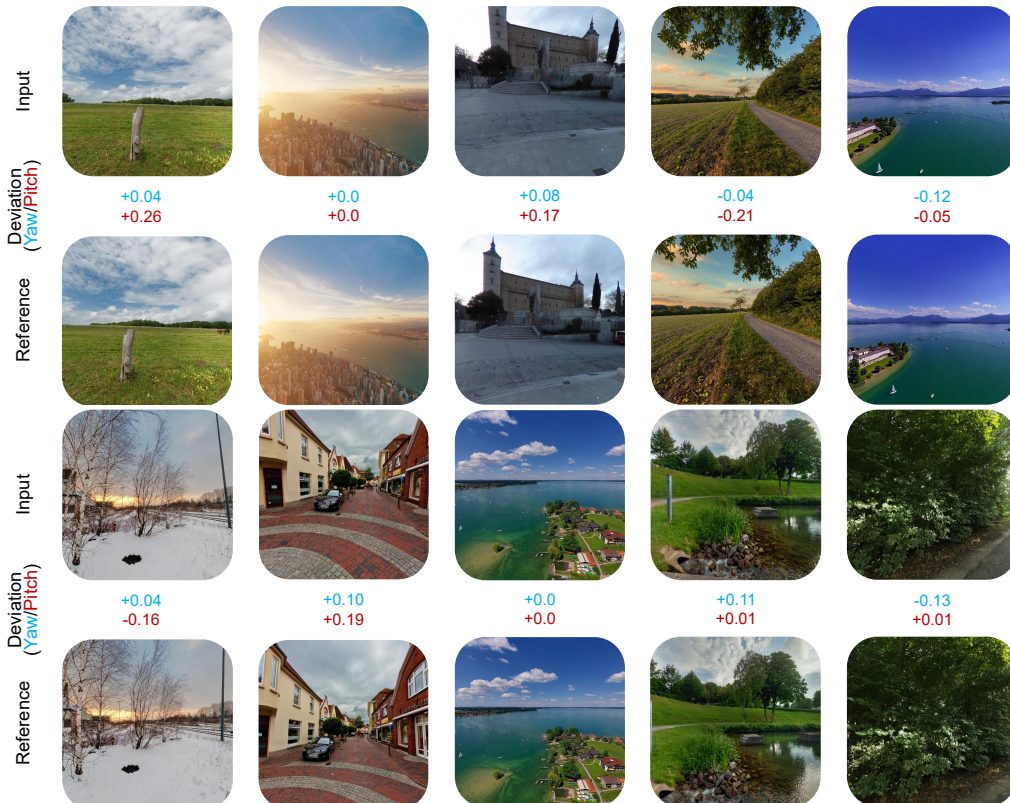 Input
Deviation
(Yaw/Pitch)
+0.04
+0.26
+0.0
+0.0
+0.08
+0.17
-0.04
-0.21
-0.12
-0.05
Reference
Input
Deviation
(Yaw/Pitch)
+0.04
-0.16
+0.10
+0.19
+0.0
+0.0
+0.11
+0.01
-0.13
+0.01
Reference